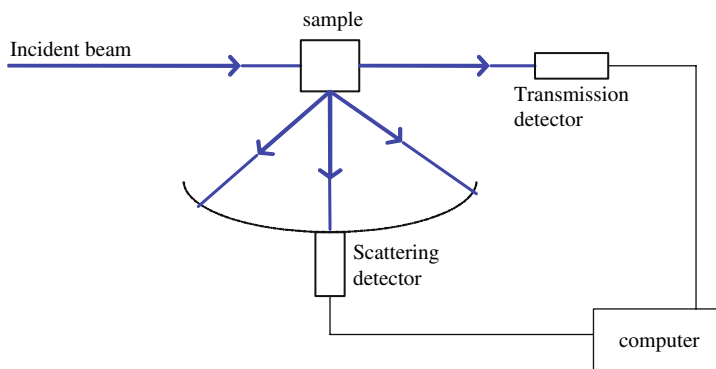 sample
Incident beam
Transmission
detector
Scattering
detector
computer